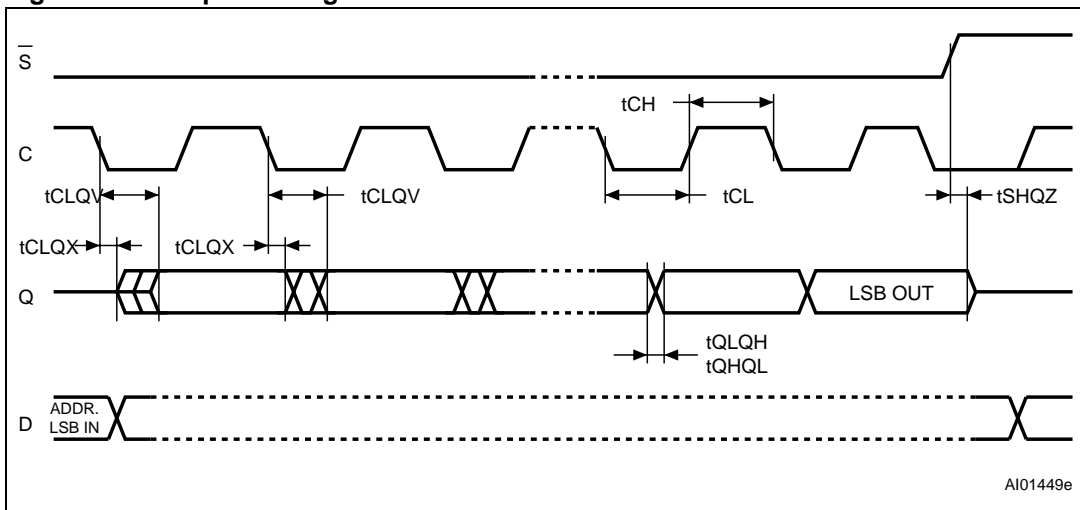 S
tCH
C
tCLQV
tCLQV
tCL
tSHQZ
tCLQX
tCLQX
Q
LSB OUT
tQLQH
tQHQL
D
ADDR.
LSB IN
AI01449e